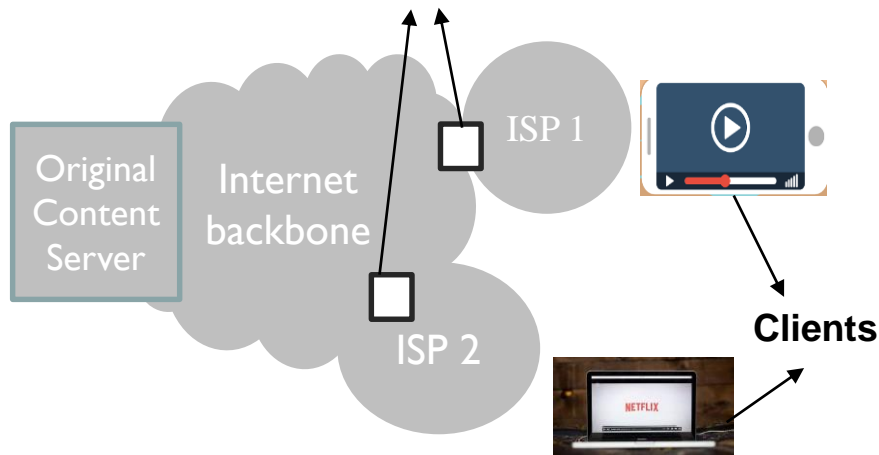 Original
Content
Server
Internet
backbone
ISP 1
ISP 2
Clients
NETFLIX